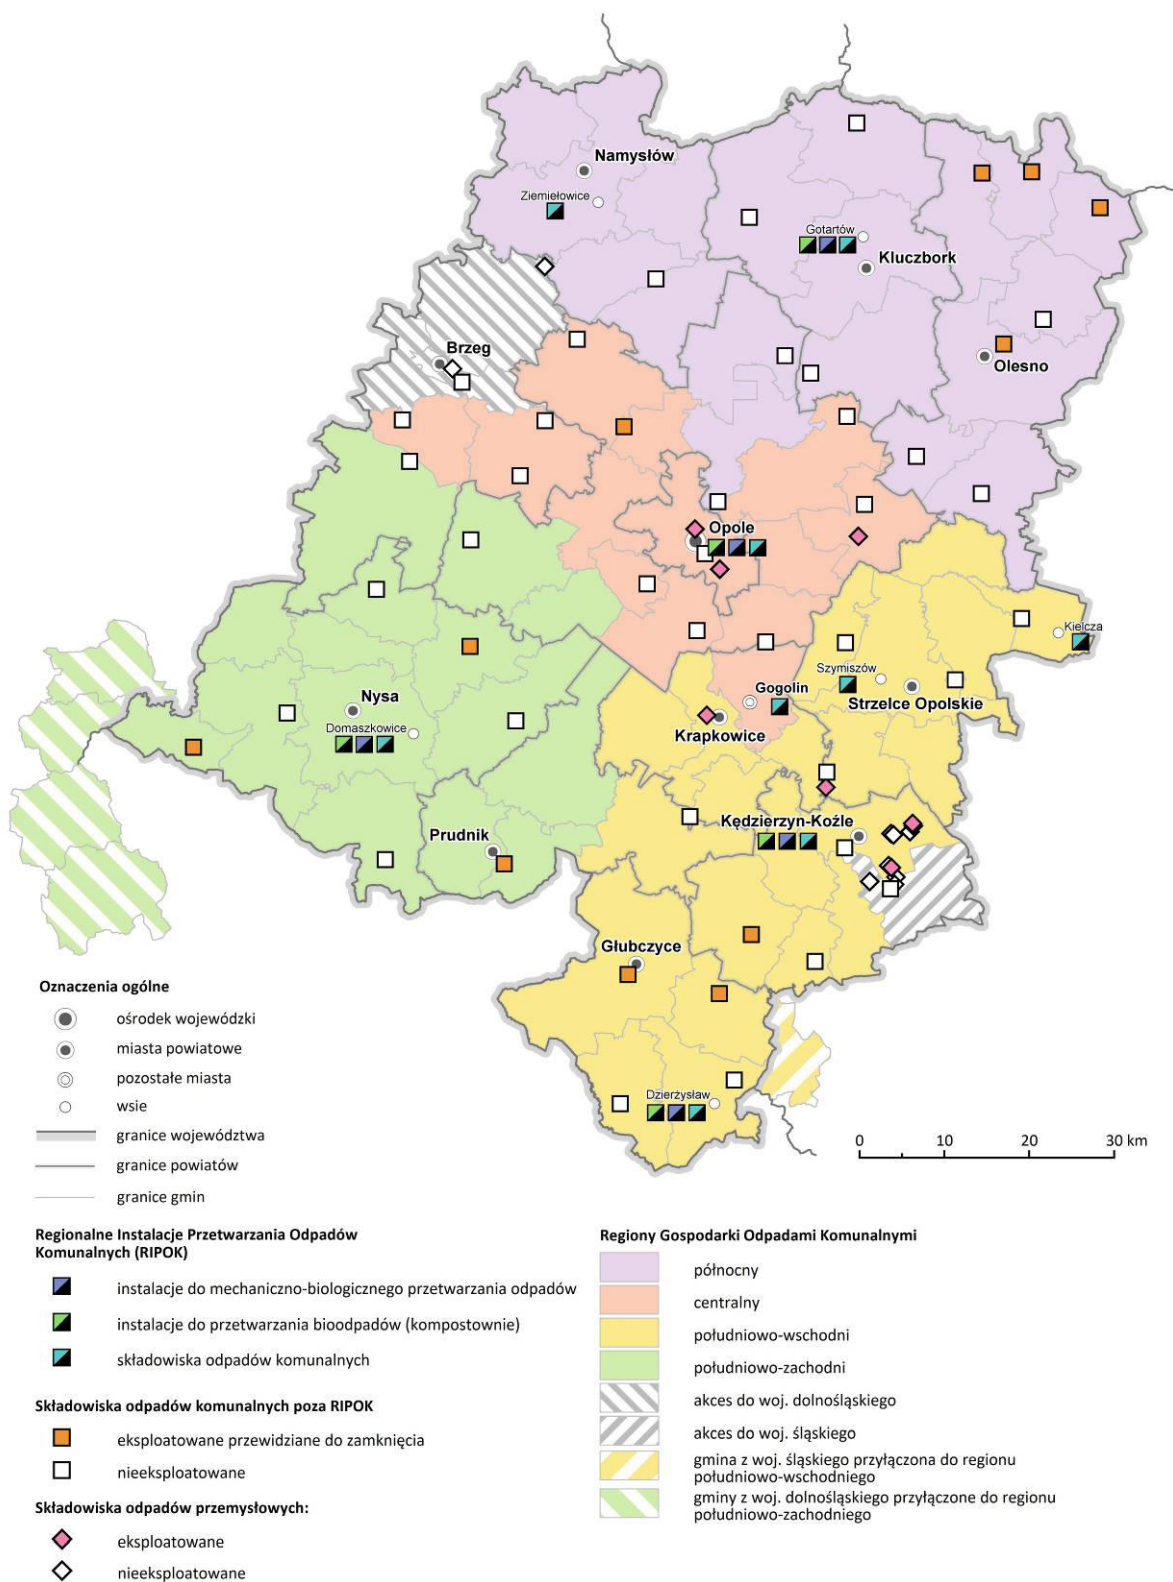 Namysłów
Ziemiełowice
Gotartów
Kluczbork
Brzeg
Olesno
Opole
Kielcza
Szymiszów
Strzelce Opolskie
Gogolin
Nysa
Domaszkowice
Krapkowice
Kędzierzyn-Koźle
Prudnik
Głubczyce
Dzierżysław
0 10 20 30 km
Oznaczenia ogólne
ośrodek wojewódzki
miasta powiatowe
pozostałe miasta
wsie
granice województwa
granice powiatów
granice gmin
Regionalne Instalacje Przetwarzania Odpadów
Komunalnych (RIPOK)
instalacje do mechaniczno-biologicznego przetwarzania odpadów
instalacje do przetwarzania bioodpadów (kompostownie)
składowiska odpadów komunalnych
Składowiska odpadów komunalnych poza RIPOK
eksploatowane przewidziane do zamknięcia
nieeksploatowane
Składowiska odpadów przemysłowych:
eksploatowane
nieeksploatowane
Regiony Gospodarki Odpadami Komunalnymi
północny
centralny
południowo-wschodni
południowo-zachodni
akces do woj. dolnośląskiego
akces do woj. śląskiego
gmina z woj. śląskiego przyłączona do regionu
południowo-wschodniego
gminy z woj. dolnośląskiego przyłączone do regionu
południowo-zachodniego